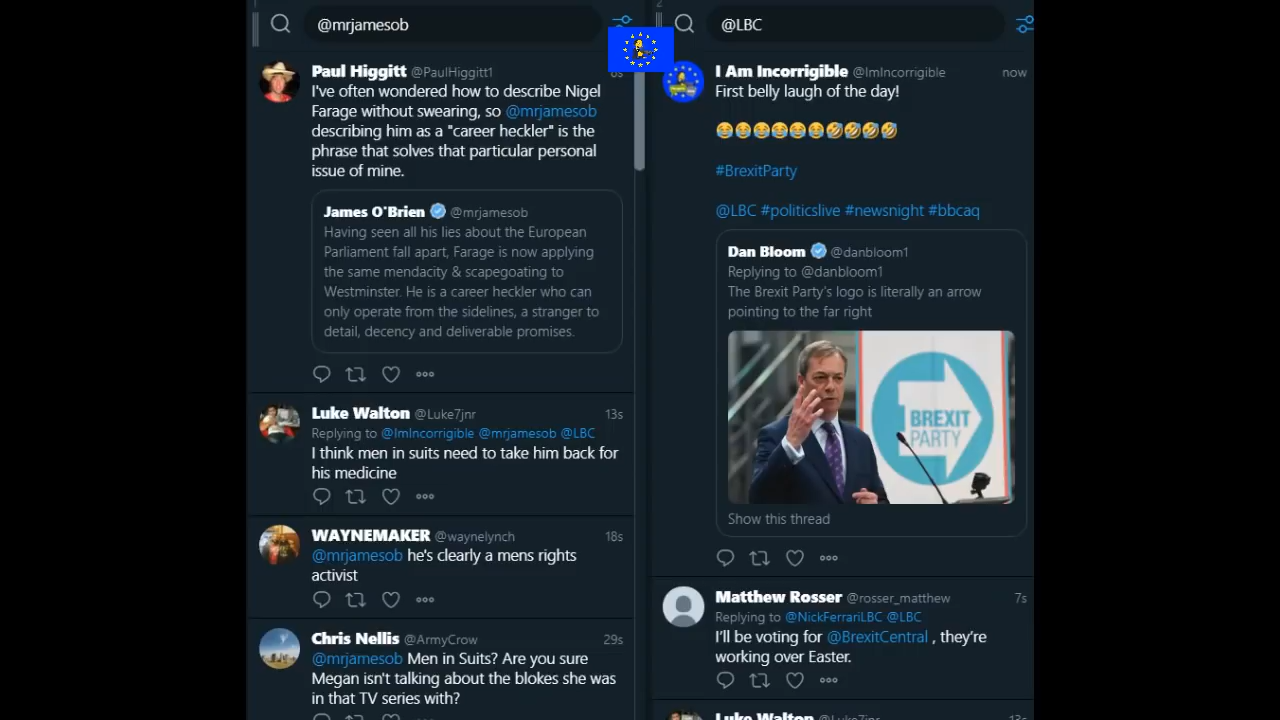 1
@mrjamesob
Paul Higgitt @PaulHiggitt1 6s
I've often wondered how to describe Nigel
Farage without swearing, so @mrjamesob
describing him as a "career heckler" is the
phrase that solves that particular personal
issue of mine.
James O'Brien @mrjamesob
Having seen all his lies about the European
Parliament fall apart, Farage is now applying
the same mendacity & scapegoating to
Westminster. He is a career heckler who can
only operate from the sidelines, a stranger to
detail, decency and deliverable promises.
Luke Walton @Luke7jnr 13s
Replying to @ImIncorrigible @mrjamesob @LBC
I think men in suits need to take him back for
his medicine
WAYNEMAKER @waynelynch 18s
@mrjamesob he's clearly a mens rights
activist
Chris Nellis @ArmyCrow 29s
@mrjamesob Men in Suits? Are you sure
Megan isn't talking about the blokes she was
in that TV series with?
2
@LBC
I Am Incorrigible @ImIncorrigible now
First belly laugh of the day!
😂😂😂😂😂😂🤣🤣🤣🤣
#BrexitParty
@LBC #politicslive #newsnight #bbcaq
Dan Bloom @danbloom1
Replying to @danbloom1
The Brexit Party's logo is literally an arrow
pointing to the far right
BREXIT
PARTY
Show this thread
Matthew Rosser @rosser_matthew 7s
Replying to @NickFerrariLBC @LBC
I'll be voting for @BrexitCentral , they're
working over Easter.
Luke Walton @Luke7jnr 13s